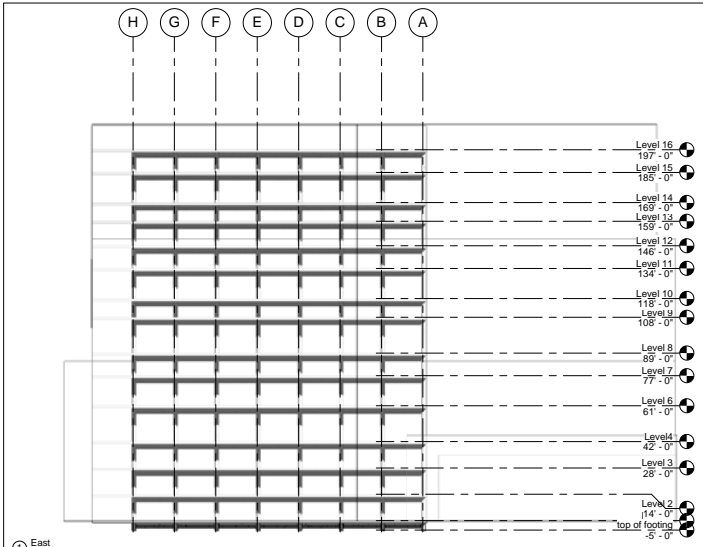 H G F E D C B A
Level 16
197' - 0"
Level 15
185' - 0"
Level 14
169' - 0"
Level 13
159' - 0"
Level 12
146' - 0"
Level 11
134' - 0"
Level 10
118' - 0"
Level 9
108' - 0"
Level 8
89' - 0"
Level 7
77' - 0"
Level 6
61' - 0"
Level4
42' - 0"
Level 3
28' - 0"
Level 2
14' - 0"
top of footing
-5' - 0"
East